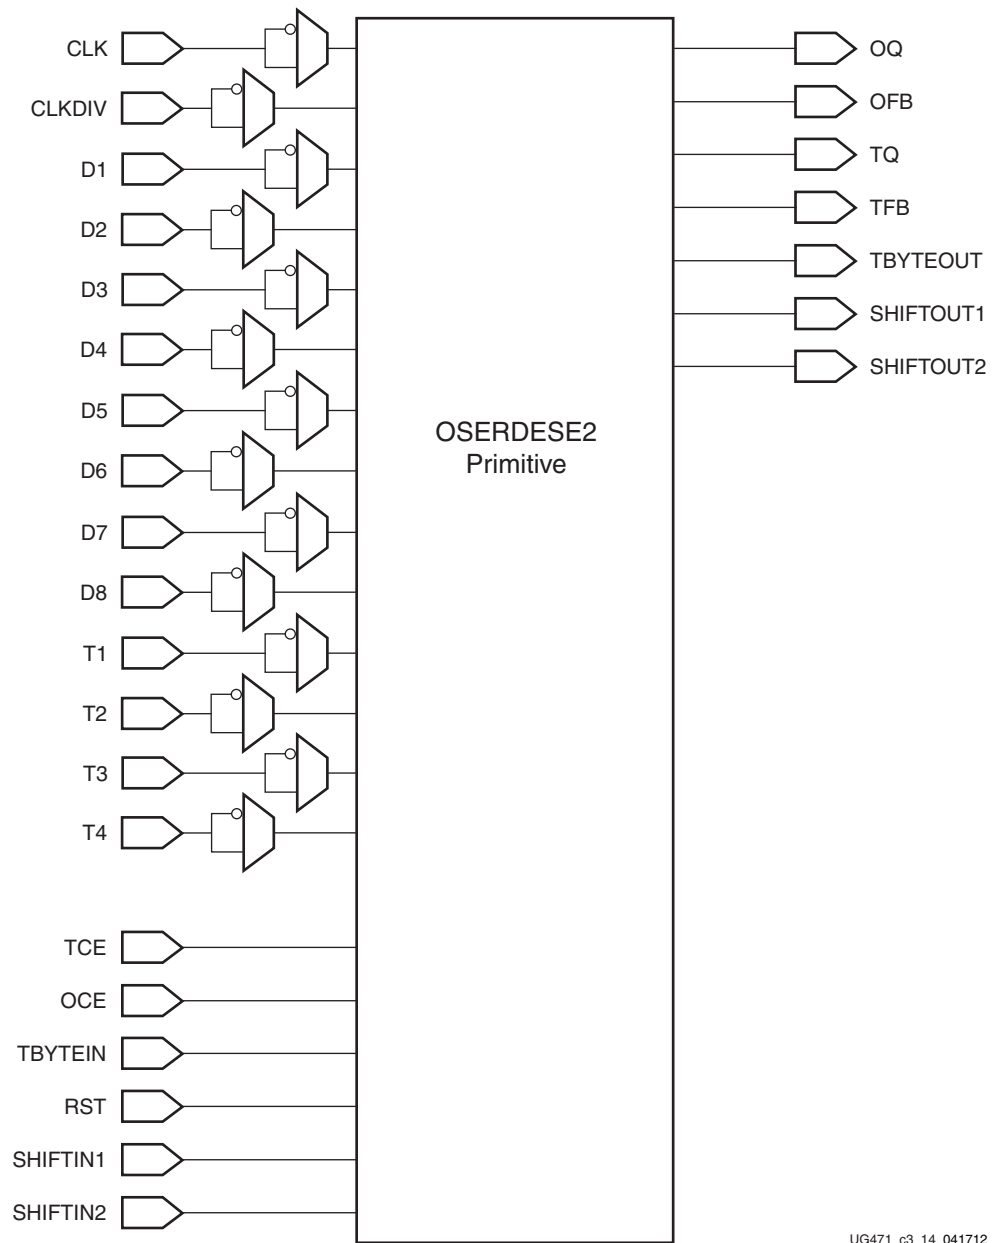 CLK
CLKDIV
D1
D2
D3
D4
D5
D6
D7
D8
T1
T2
T3
T4
TCE
OCE
TBYTEIN
RST
SHIFTIN1
SHIFTIN2
OSERDESE2
Primitive
OQ
OFB
TQ
TFB
TBYTEOUT
SHIFTOUT1
SHIFTOUT2
UG471_c3_14_041712